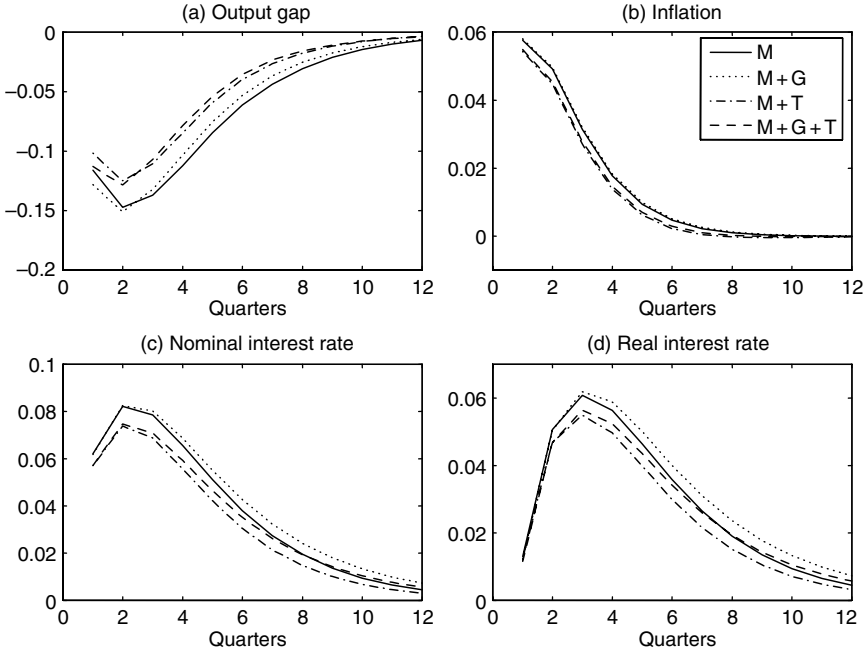 (a) Output gap
0
−0.05
−0.1
−0.15
−0.2
0 2 4 6 8 10 12
Quarters
(b) Inflation
0.06
0.04
0.02
0
M
M+G
M+T
M+G+T
0 2 4 6 8 10 12
Quarters
(c) Nominal interest rate
0.1
0.08
0.06
0.04
0.02
0
0 2 4 6 8 10 12
Quarters
(d) Real interest rate
0.06
0.04
0.02
0
0 2 4 6 8 10 12
Quarters